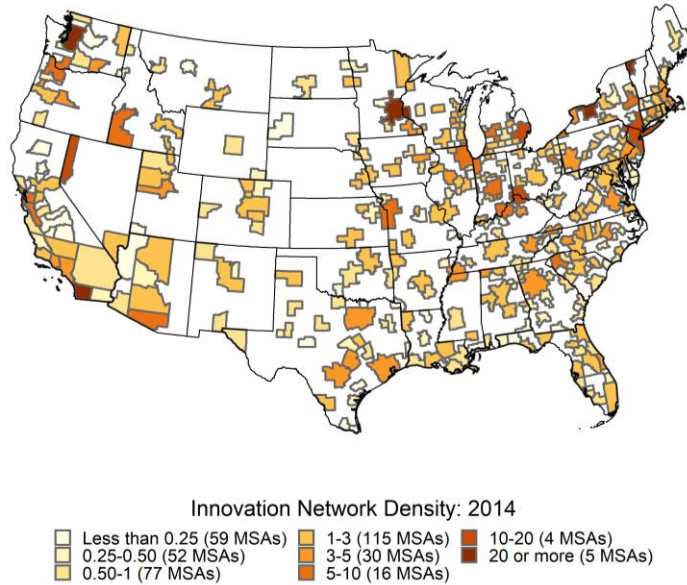 Innovation Network Density: 2014
Less than 0.25 (59 MSAs) 1-3 (115 MSAs) 10-20 (4 MSAs)
0.25-0.50 (52 MSAs) 3-5 (30 MSAs) 20 or more (5 MSAs)
0.50-1 (77 MSAs) 5-10 (16 MSAs)